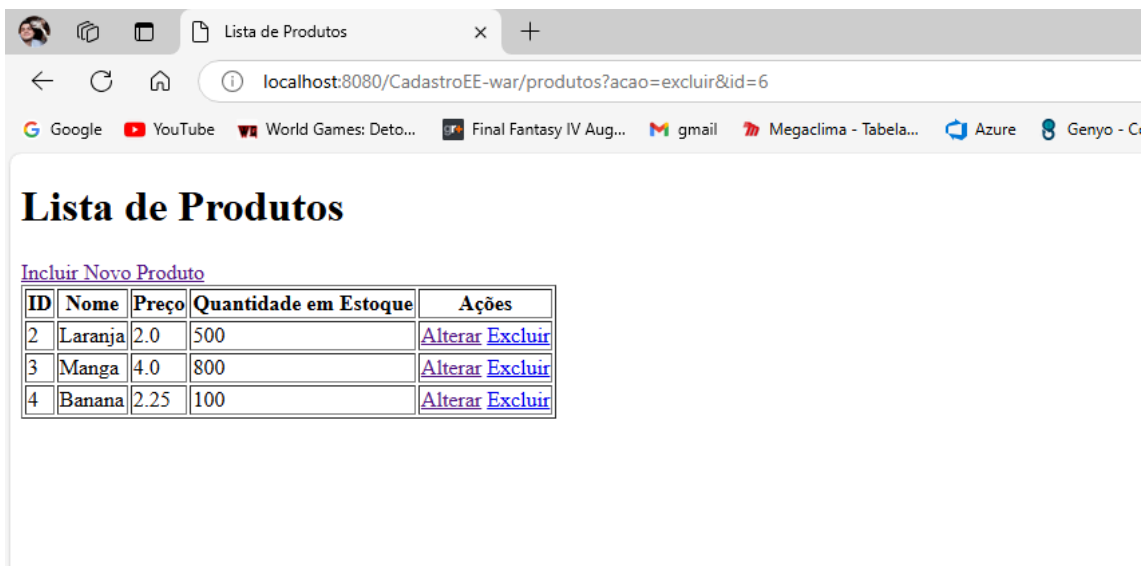 Lista de Produtos
localhost:8080/CadastroEE-war/produtos?acao=excluir&id=6
Google YouTube World Games: Deto... Final Fantasy IV Aug... gmail Megaclima - Tabela... Azure Genyo - C
Lista de Produtos
Incluir Novo Produto
ID Nome Preço Quantidade em Estoque Ações
2 Laranja 2.0 500 Alterar Excluir
3 Manga 4.0 800 Alterar Excluir
4 Banana 2.25 100 Alterar Excluir